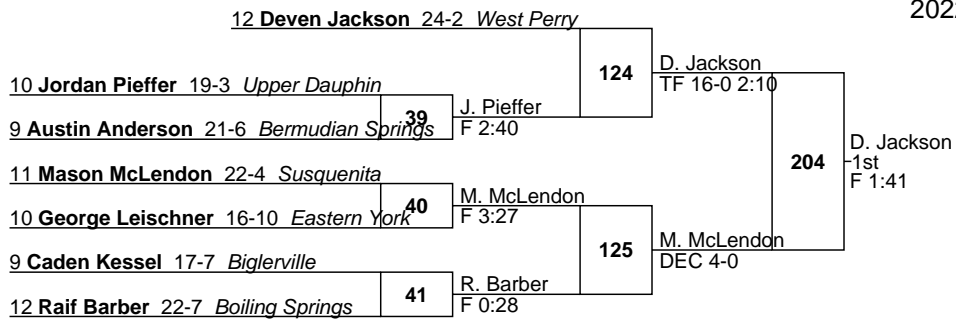 12 Deven Jackson 24-2 West Perry
202
124
D. Jackson
TF 16-0 2:10
10 Jordan Pieffer 19-3 Upper Dauphin
39
J. Pieffer
F 2:40
9 Austin Anderson 21-6 Bermudian Springs
204
D. Jackson
1st
F 1:41
11 Mason McLendon 22-4 Susquenita
40
M. McLendon
F 3:27
10 George Leischner 16-10 Eastern York
125
M. McLendon
DEC 4-0
9 Caden Kessel 17-7 Biglerville
41
R. Barber
F 0:28
12 Raif Barber 22-7 Boiling Springs